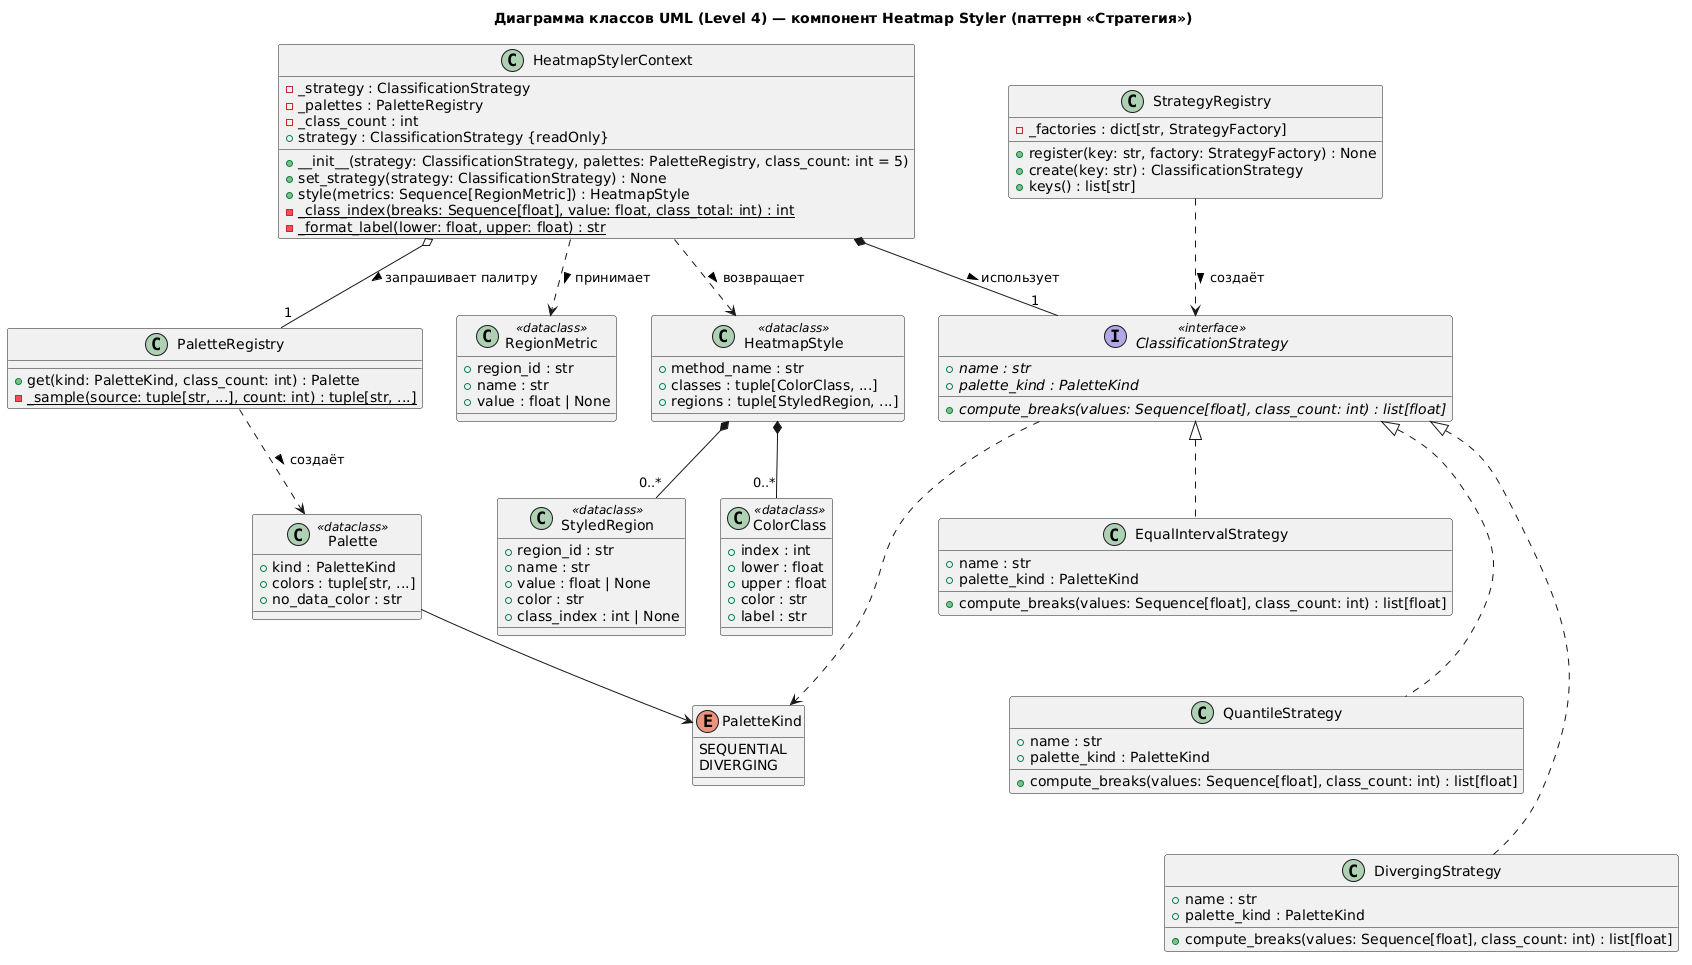 Диаграмма классов UML (Level 4) — компонент Heatmap Styler (паттерн «Стратегия»)
C HeatmapStylerContext
_strategy : ClassificationStrategy
_palettes : PaletteRegistry
_class_count : int
strategy : ClassificationStrategy {readOnly}
__init__(strategy: ClassificationStrategy, palettes: PaletteRegistry, class_count: int = 5)
set_strategy(strategy: ClassificationStrategy) : None
style(metrics: Sequence[RegionMetric]) : HeatmapStyle
_class_index(breaks: Sequence[float], value: float, class_total: int) : int
_format_label(lower: float, upper: float) : str
C StrategyRegistry
_factories : dict[str, StrategyFactory]
register(key: str, factory: StrategyFactory) : None
create(key: str) : ClassificationStrategy
keys() : list[str]
запрашивает палитру
принимает
возвращает
использует
создаёт
1
1
C PaletteRegistry
get(kind: PaletteKind, class_count: int) : Palette
_sample(source: tuple[str, ...], count: int) : tuple[str, ...]
C «dataclass»
RegionMetric
region_id : str
name : str
value : float | None
C «dataclass»
HeatmapStyle
method_name : str
classes : tuple[ColorClass, ...]
regions : tuple[StyledRegion, ...]
I «interface»
ClassificationStrategy
name : str
palette_kind : PaletteKind
compute_breaks(values: Sequence[float], class_count: int) : list[float]
создаёт
0..*
0..*
C «dataclass»
Palette
kind : PaletteKind
colors : tuple[str, ...]
no_data_color : str
C «dataclass»
StyledRegion
region_id : str
name : str
value : float | None
color : str
class_index : int | None
C «dataclass»
ColorClass
index : int
lower : float
upper : float
color : str
label : str
C EqualIntervalStrategy
name : str
palette_kind : PaletteKind
compute_breaks(values: Sequence[float], class_count: int) : list[float]
E PaletteKind
SEQUENTIAL
DIVERGING
C QuantileStrategy
name : str
palette_kind : PaletteKind
compute_breaks(values: Sequence[float], class_count: int) : list[float]
C DivergingStrategy
name : str
palette_kind : PaletteKind
compute_breaks(values: Sequence[float], class_count: int) : list[float]